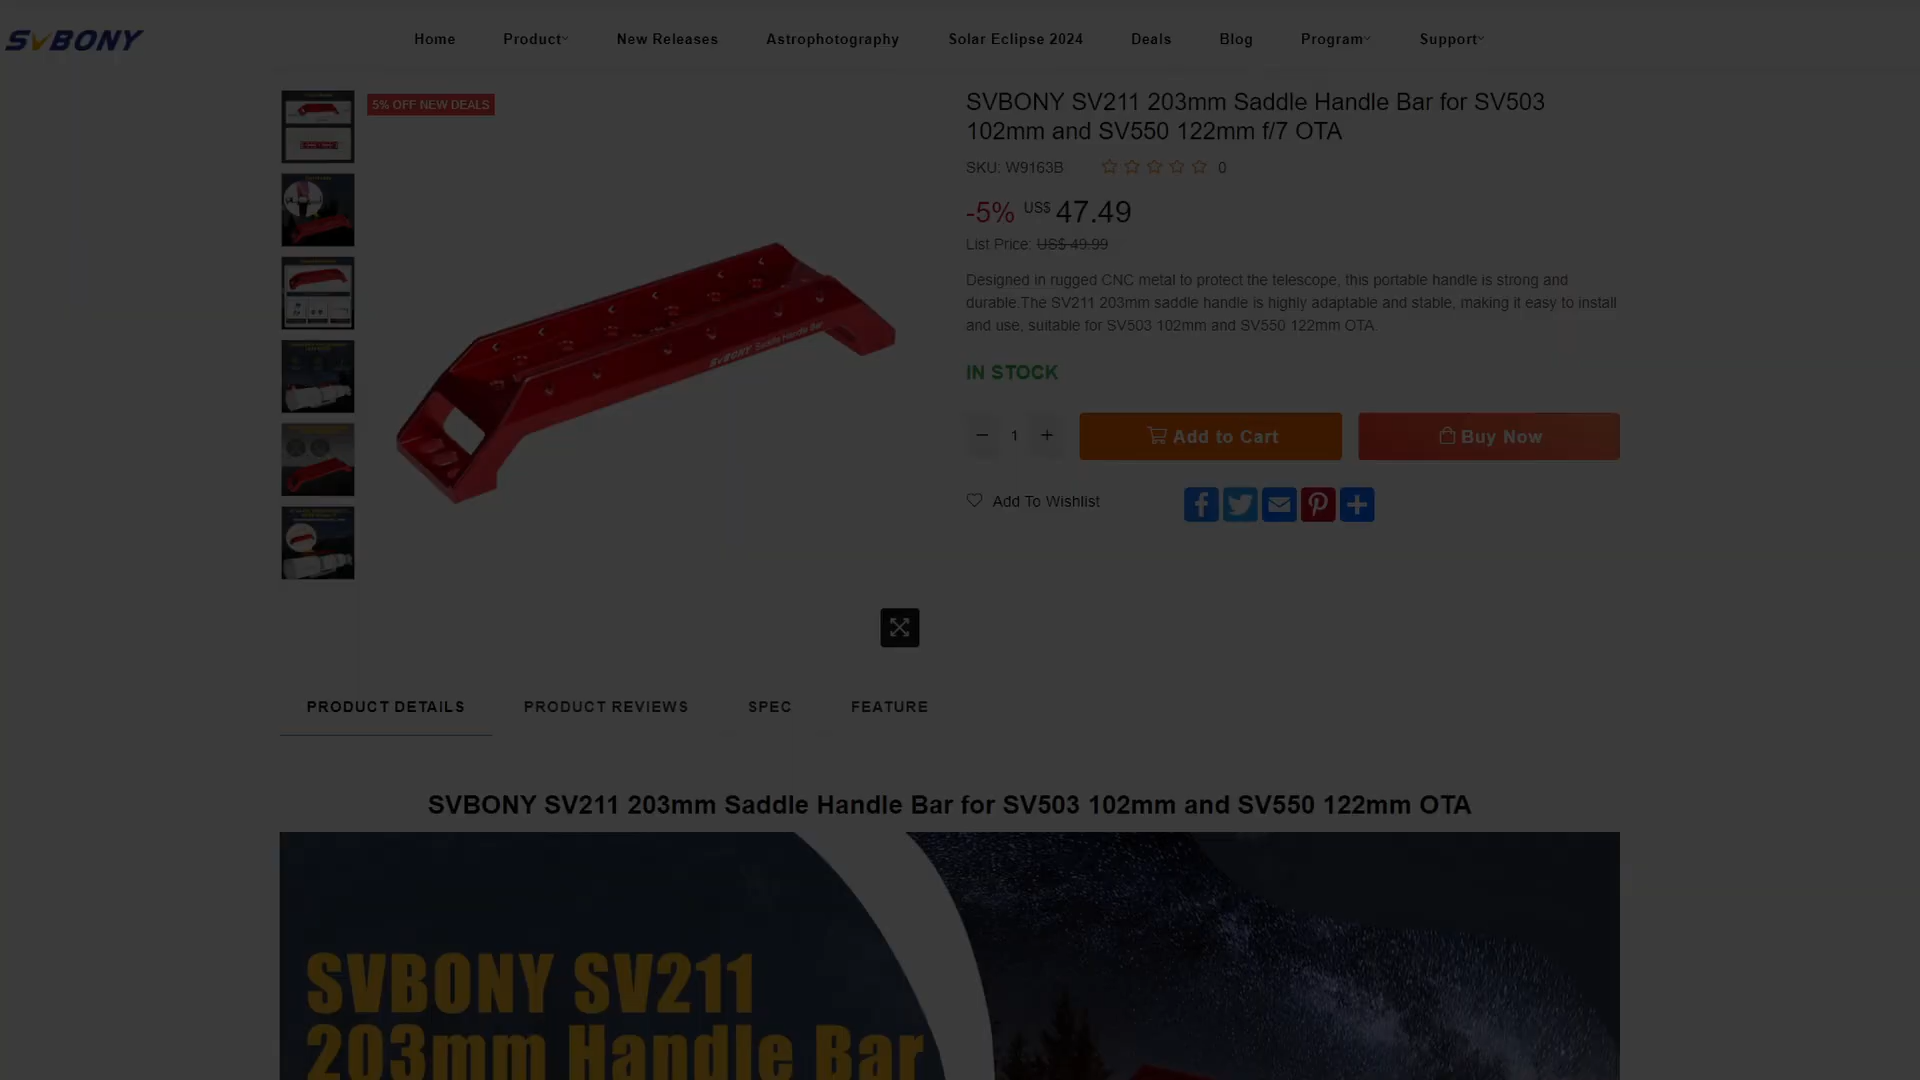 SVBONY
Home
Product
New Releases
Astrophotography
Solar Eclipse 2024
Deals
Blog
Program
Support
5% OFF NEW DEALS
SVBONY Saddle Handle Bar
SVBONY SV211 203mm Saddle Handle Bar for SV503
102mm and SV550 122mm f/7 OTA
SKU: W9163B
0
-5% US$ 47.49
List Price: US$ 49.99
Designed in rugged CNC metal to protect the telescope, this portable handle is strong and
durable.The SV211 203mm saddle handle is highly adaptable and stable, making it easy to install
and use, suitable for SV503 102mm and SV550 122mm OTA.
IN STOCK
− 1 +
Add to Cart
Buy Now
Add To Wishlist
PRODUCT DETAILS
PRODUCT REVIEWS
SPEC
FEATURE
SVBONY SV211 203mm Saddle Handle Bar for SV503 102mm and SV550 122mm OTA
SVBONY SV211
203mm Handle Bar